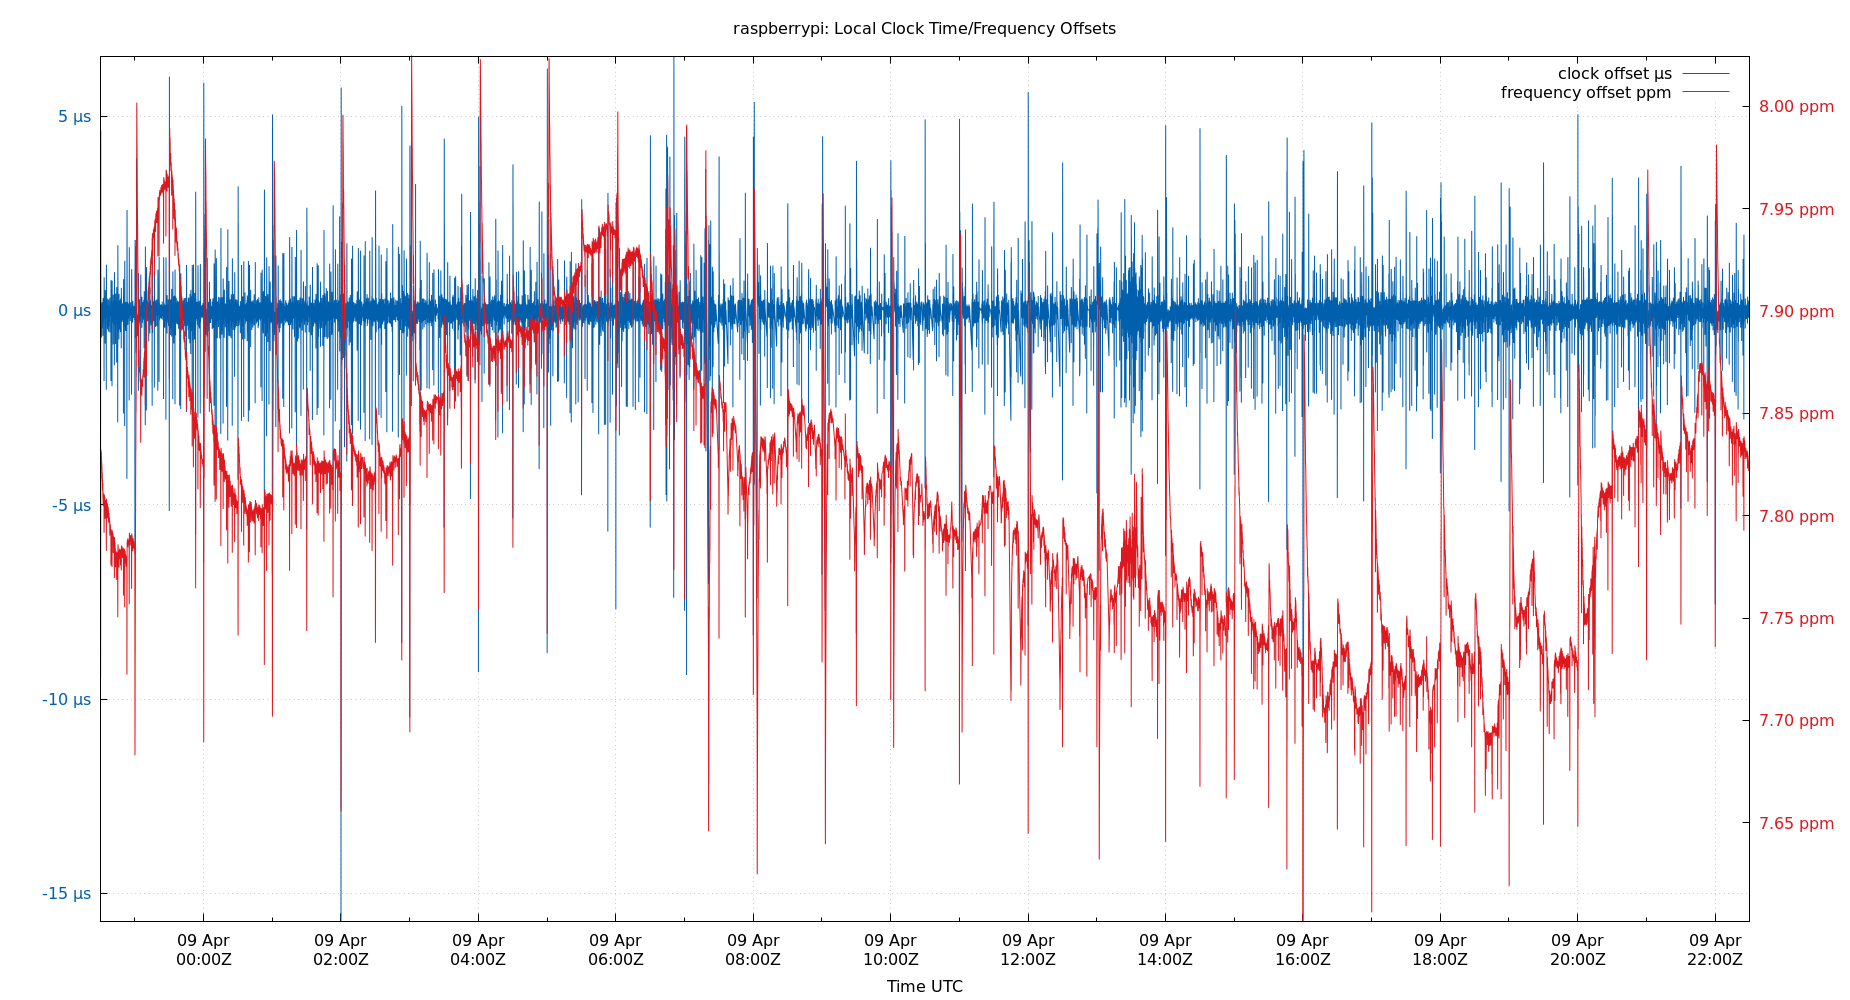 raspberrypi: Local Clock Time/Frequency Offsets
clock offset µs
frequency offset ppm
5 µs
0 µs
-5 µs
-10 µs
-15 µs
8.00 ppm
7.95 ppm
7.90 ppm
7.85 ppm
7.80 ppm
7.75 ppm
7.70 ppm
7.65 ppm
09 Apr 09 Apr 09 Apr 09 Apr 09 Apr 09 Apr 09 Apr 09 Apr 09 Apr 09 Apr 09 Apr 09 Apr
00:00Z 02:00Z 04:00Z 06:00Z 08:00Z 10:00Z 12:00Z 14:00Z 16:00Z 18:00Z 20:00Z 22:00Z
Time UTC